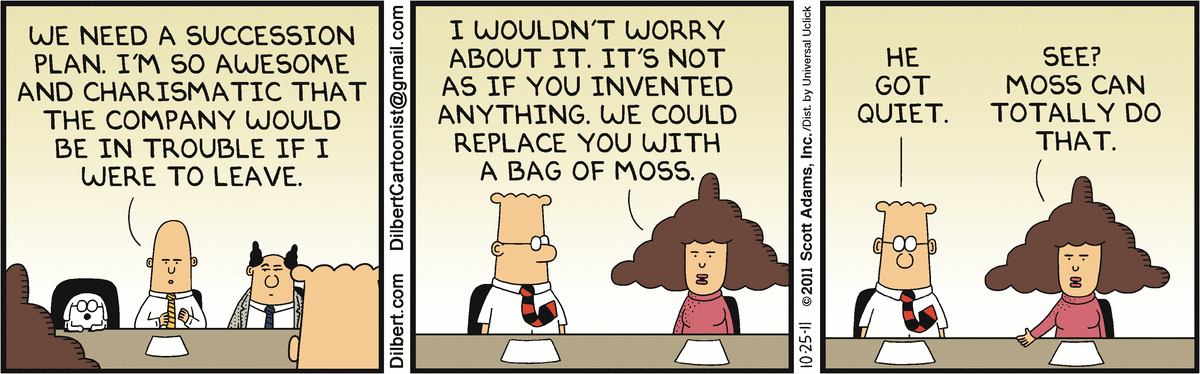 WE NEED A SUCCESSION
PLAN. I'M SO AWESOME
AND CHARISMATIC THAT
THE COMPANY WOULD
BE IN TROUBLE IF I
WERE TO LEAVE.
Dilbert.com DilbertCartoonist@gmail.com
I WOULDN'T WORRY
ABOUT IT. IT'S NOT
AS IF YOU INVENTED
ANYTHING. WE COULD
REPLACE YOU WITH
A BAG OF MOSS.
10-25-11 ©2011 Scott Adams, Inc./Dist. by Universal Uclick
HE
GOT
QUIET.
SEE?
MOSS CAN
TOTALLY DO
THAT.